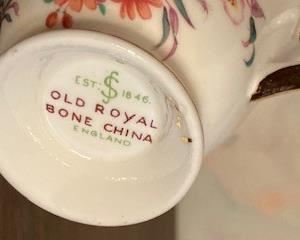 EST. S 1846.
OLD ROYAL
BONE CHINA
ENGLAND